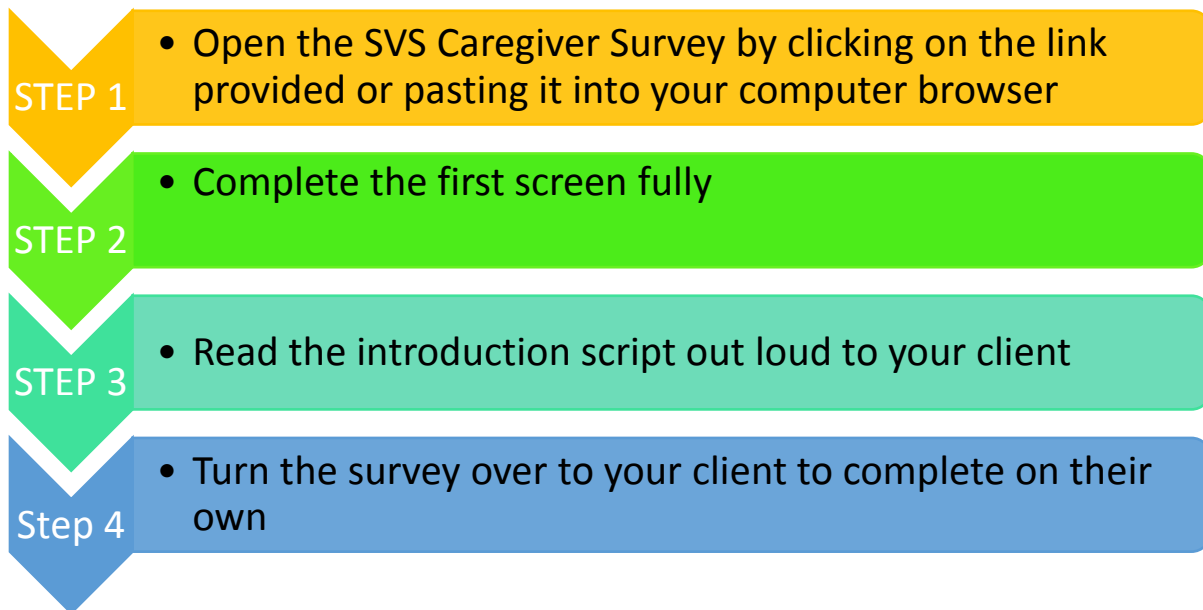 STEP 1
• Open the SVS Caregiver Survey by clicking on the link
provided or pasting it into your computer browser
STEP 2
• Complete the first screen fully
STEP 3
• Read the introduction script out loud to your client
Step 4
• Turn the survey over to your client to complete on their
own